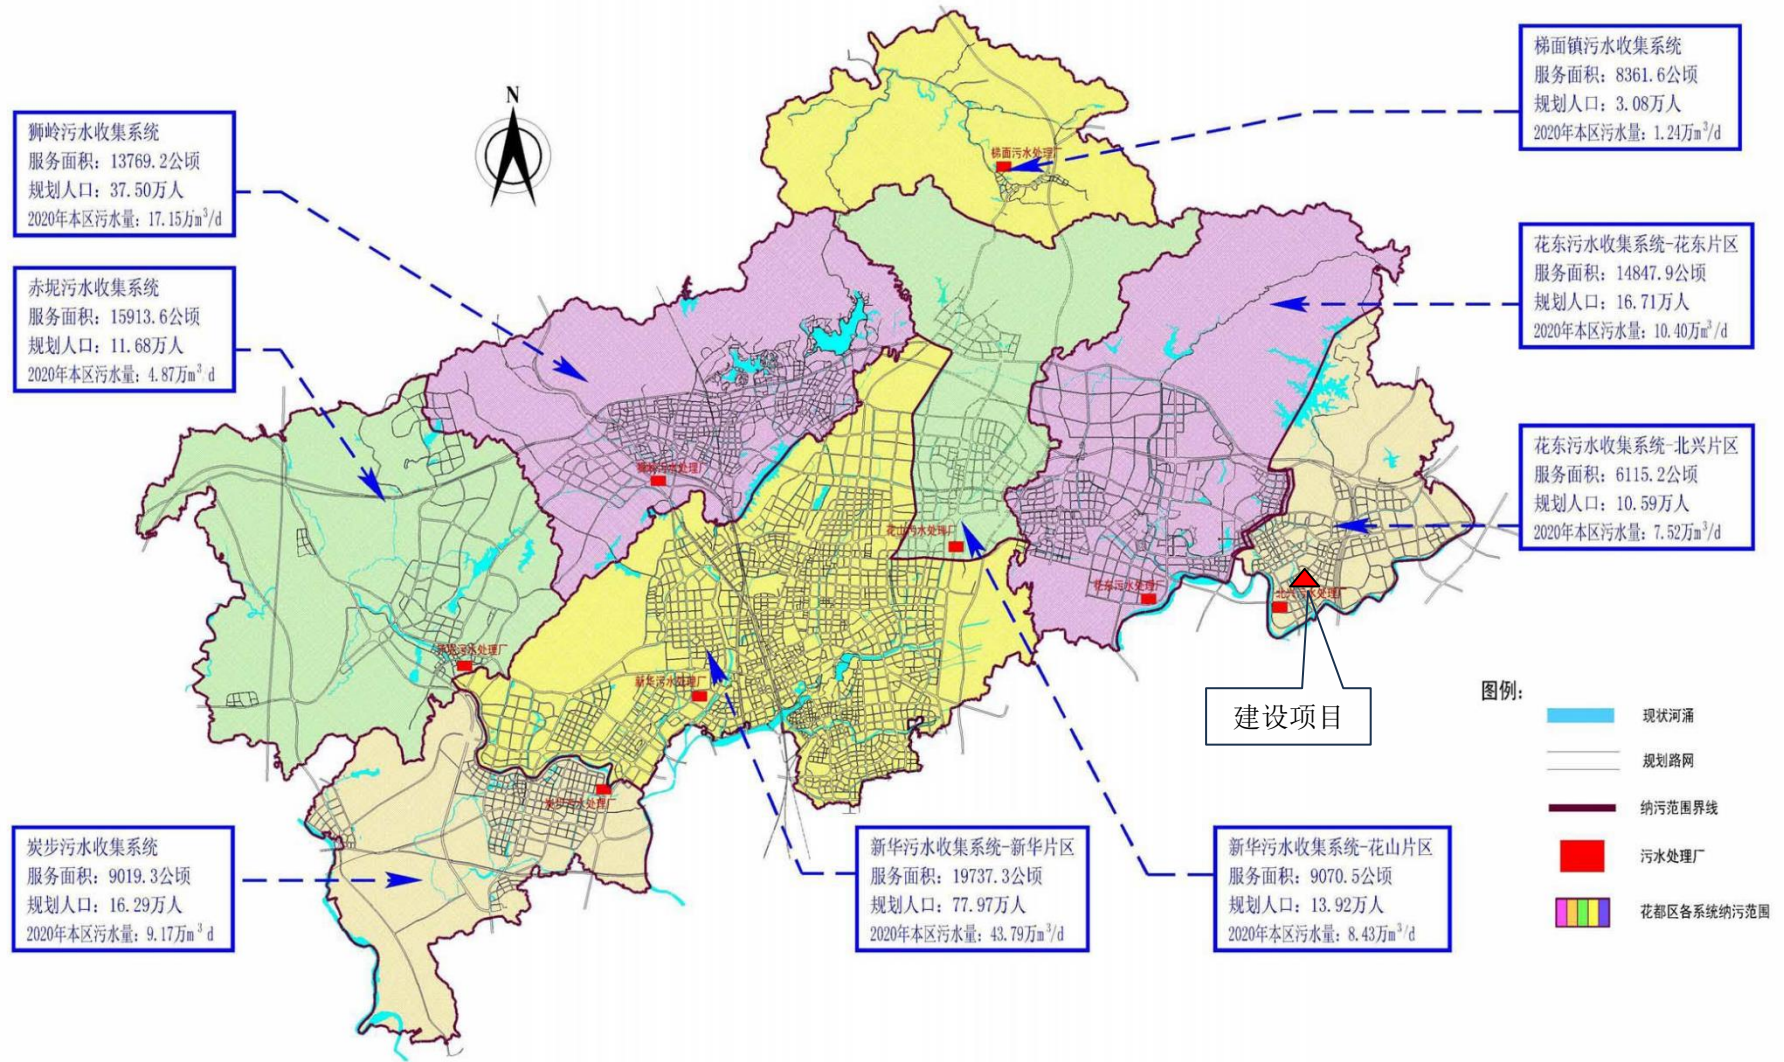 梯面镇污水收集系统
服务面积：8361.6公顷
规划人口：3.08万人
2020年本区污水量：1.24万m³/d
N
狮岭污水收集系统
服务面积：13769.2公顷
规划人口：37.50万人
2020年本区污水量：17.15万m³/d
梯面污水处理厂
花东污水收集系统-花东片区
服务面积：14847.9公顷
规划人口：16.71万人
2020年本区污水量：10.40万m³/d
赤坭污水收集系统
服务面积：15913.6公顷
规划人口：11.68万人
2020年本区污水量：4.87万m³ d
花东污水收集系统-北兴片区
服务面积：6115.2公顷
规划人口：10.59万人
2020年本区污水量：7.52万m³/d
狮岭污水处理厂
花山污水处理厂
花东污水处理厂
北兴污水处理厂
污水处理厂
新华污水处理厂
建设项目
图例：
现状河涌
规划路网
纳污范围界线
污水处理厂
花都区各系统纳污范围
炭步污水处理厂
炭步污水收集系统
服务面积：9019.3公顷
规划人口：16.29万人
2020年本区污水量：9.17万m³ d
新华污水收集系统-新华片区
服务面积：19737.3公顷
规划人口：77.97万人
2020年本区污水量：43.79万m³/d
新华污水收集系统-花山片区
服务面积：9070.5公顷
规划人口：13.92万人
2020年本区污水量：8.43万m³/d